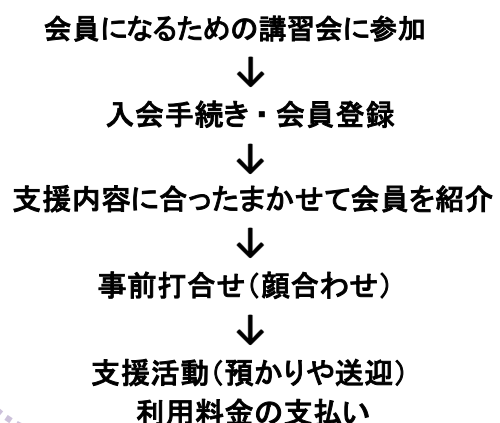 会員になるための講習会に参加
↓
入会手続き・会員登録
↓
支援内容に合ったまかせて会員を紹介
↓
事前打合せ(顔合わせ)
↓
支援活動(預かりや送迎)
利用料金の支払い